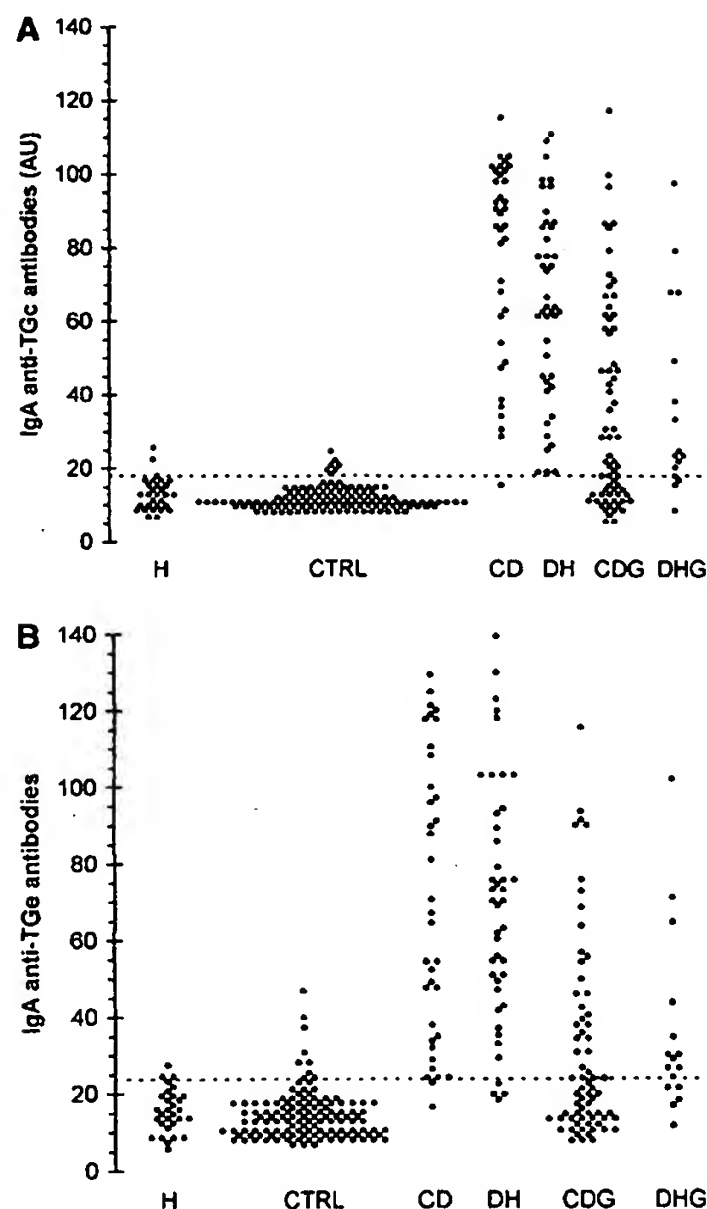 A
IgA anti-TGc antibodies (AU)
140
120
100
80
60
40
20
0
H CTRL CD DH CDG DHG
B
IgA anti-TGe antibodies
140
120
100
80
60
40
20
0
H CTRL CD DH CDG DHG